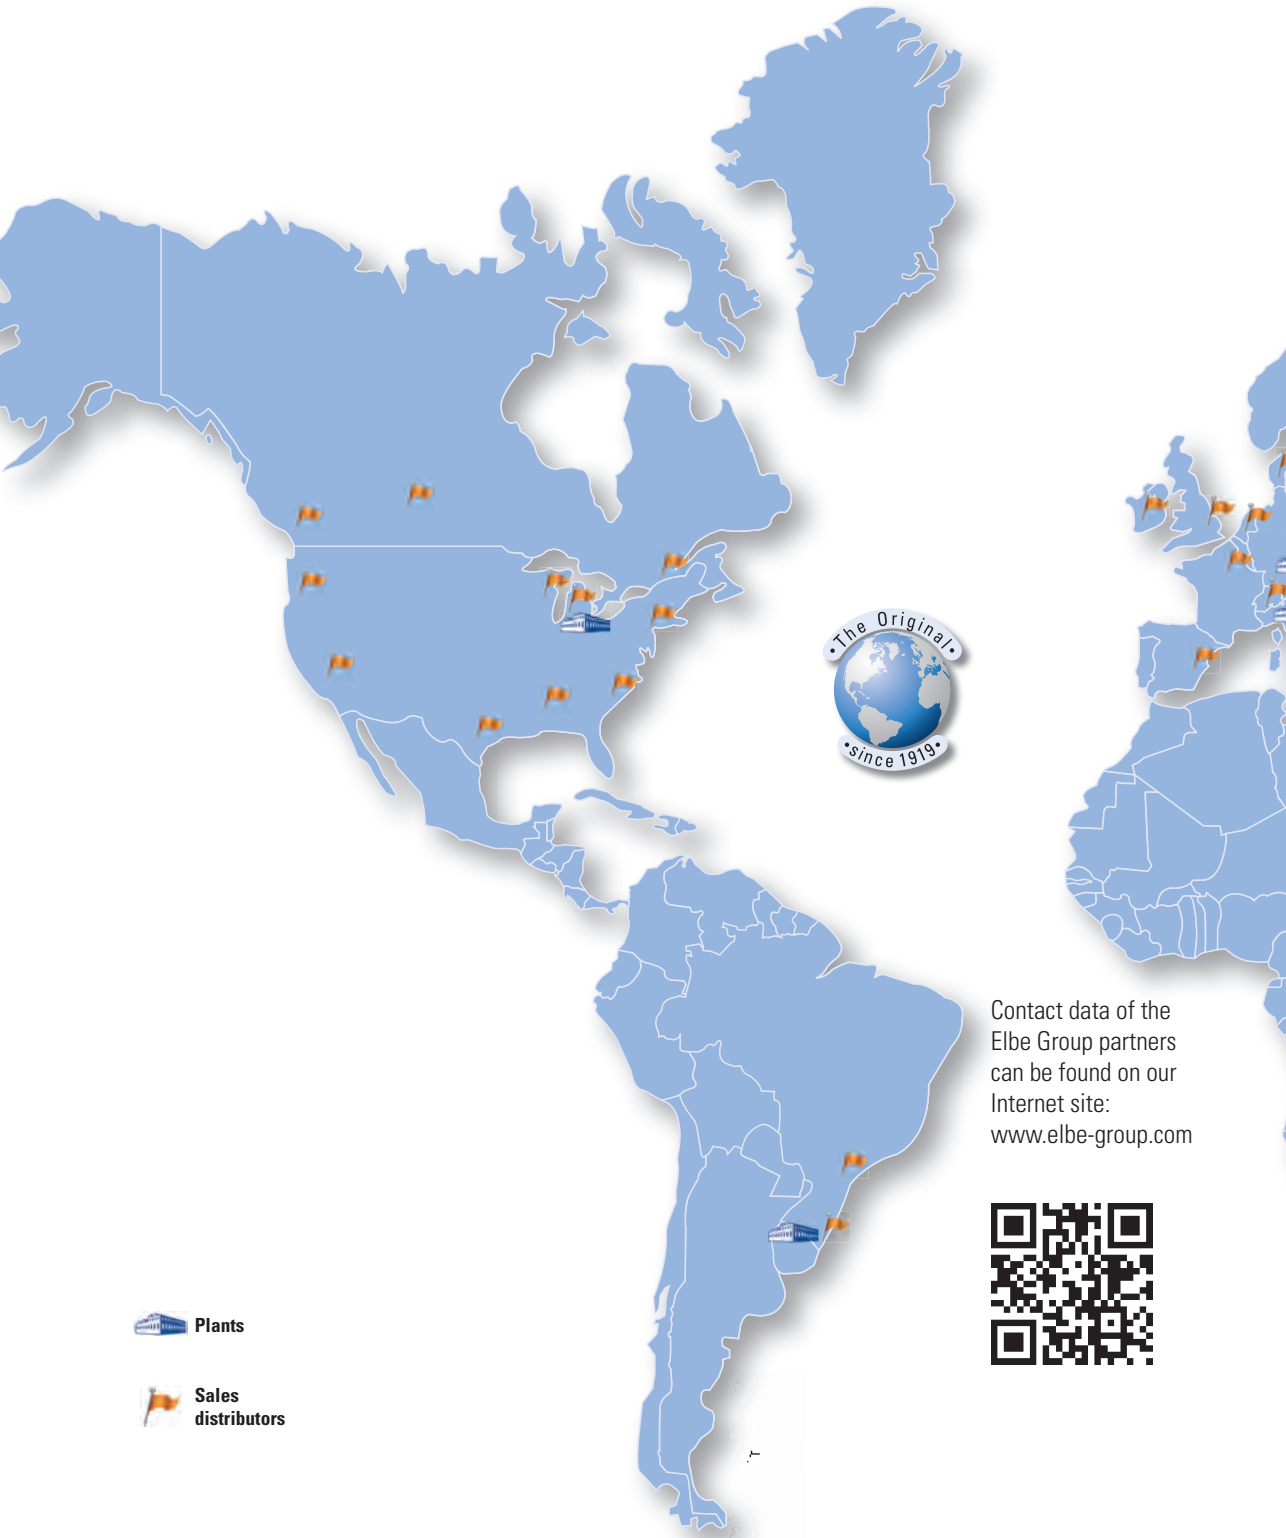 The Original
since 1919
Contact data of the
Elbe Group partners
can be found on our
Internet site:
www.elbe-group.com
Plants
Sales
distributors